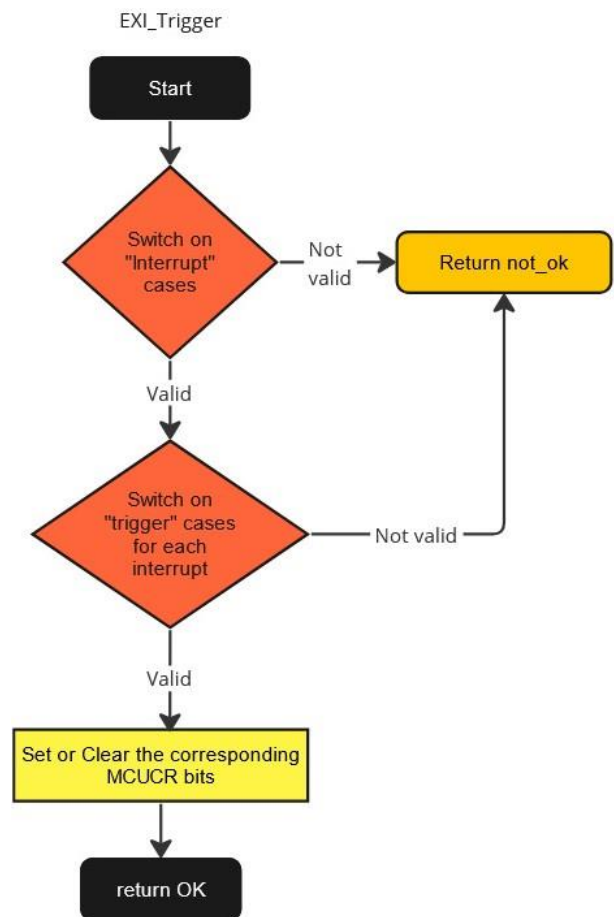 EXI_Trigger
Start
Switch on
"Interrupt"
cases
Not
valid
Return not_ok
Valid
Switch on
"trigger" cases
for each
interrupt
Not valid
Valid
Set or Clear the corresponding
MCUCR bits
return OK